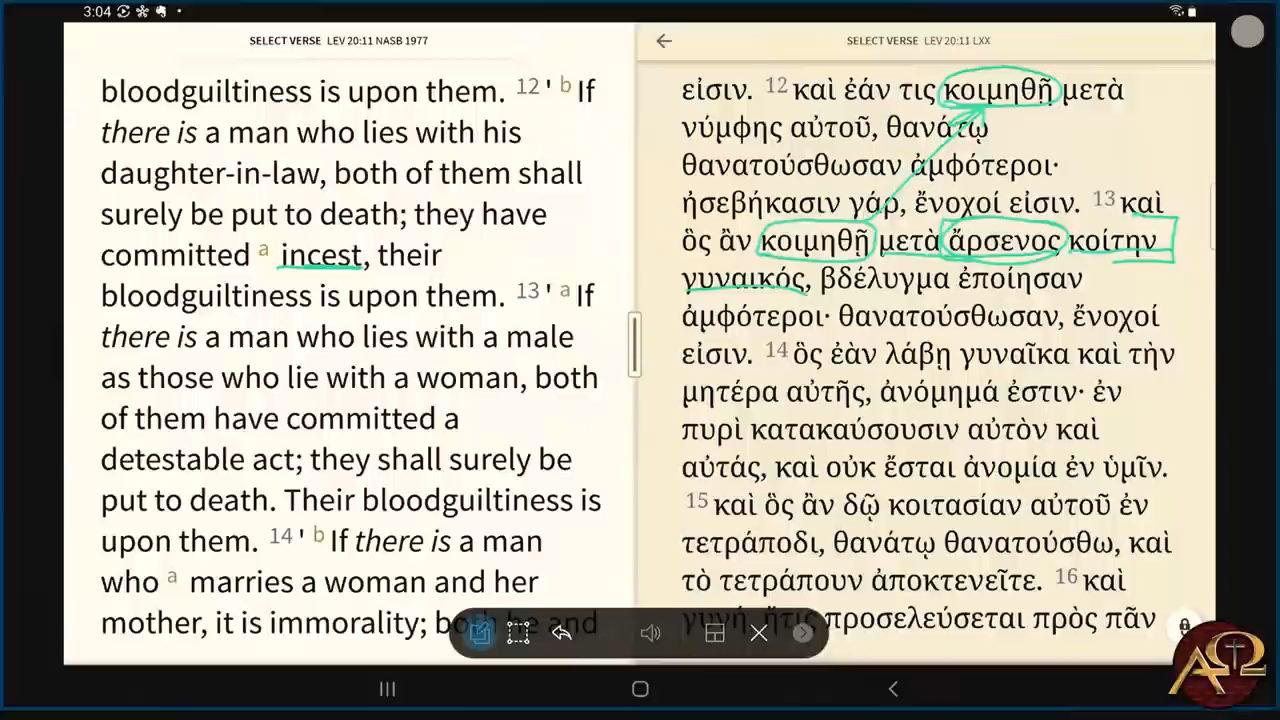 3:04
SELECT VERSE LEV 20:11 NASB 1977
bloodguiltiness is upon them. 12 ' b If
there is a man who lies with his
daughter-in-law, both of them shall
surely be put to death; they have
committed a incest, their
bloodguiltiness is upon them. 13 ' a If
there is a man who lies with a male
as those who lie with a woman, both
of them have committed a
detestable act; they shall surely be
put to death. Their bloodguiltiness is
upon them. 14 ' b If there is a man
who a marries a woman and her
mother, it is immorality; both he and
SELECT VERSE LEV 20:11 LXX
εἰσιν. 12 καὶ ἐάν τις κοιμηθῇ μετὰ
νύμφης αὐτοῦ, θανάτῳ
θανατούσθωσαν ἀμφότεροι·
ἠσεβήκασιν γάρ, ἔνοχοί εἰσιν. 13 καὶ
ὃς ἂν κοιμηθῇ μετὰ ἄρσενος κοίτην
γυναικός, βδέλυγμα ἐποίησαν
ἀμφότεροι· θανατούσθωσαν, ἔνοχοί
εἰσιν. 14 ὃς ἐὰν λάβῃ γυναῖκα καὶ τὴν
μητέρα αὐτῆς, ἀνόμημά ἐστιν· ἐν
πυρὶ κατακαύσουσιν αὐτὸν καὶ
αὐτάς, καὶ οὐκ ἔσται ἀνομία ἐν ὑμῖν.
15 καὶ ὃς ἂν δῷ κοιτασίαν αὐτοῦ ἐν
τετράποδι, θανάτῳ θανατούσθω, καὶ
τὸ τετράπουν ἀποκτενεῖτε. 16 καὶ
γυνή, ἥτις προσελεύσεται πρὸς πᾶν
ΑΩ